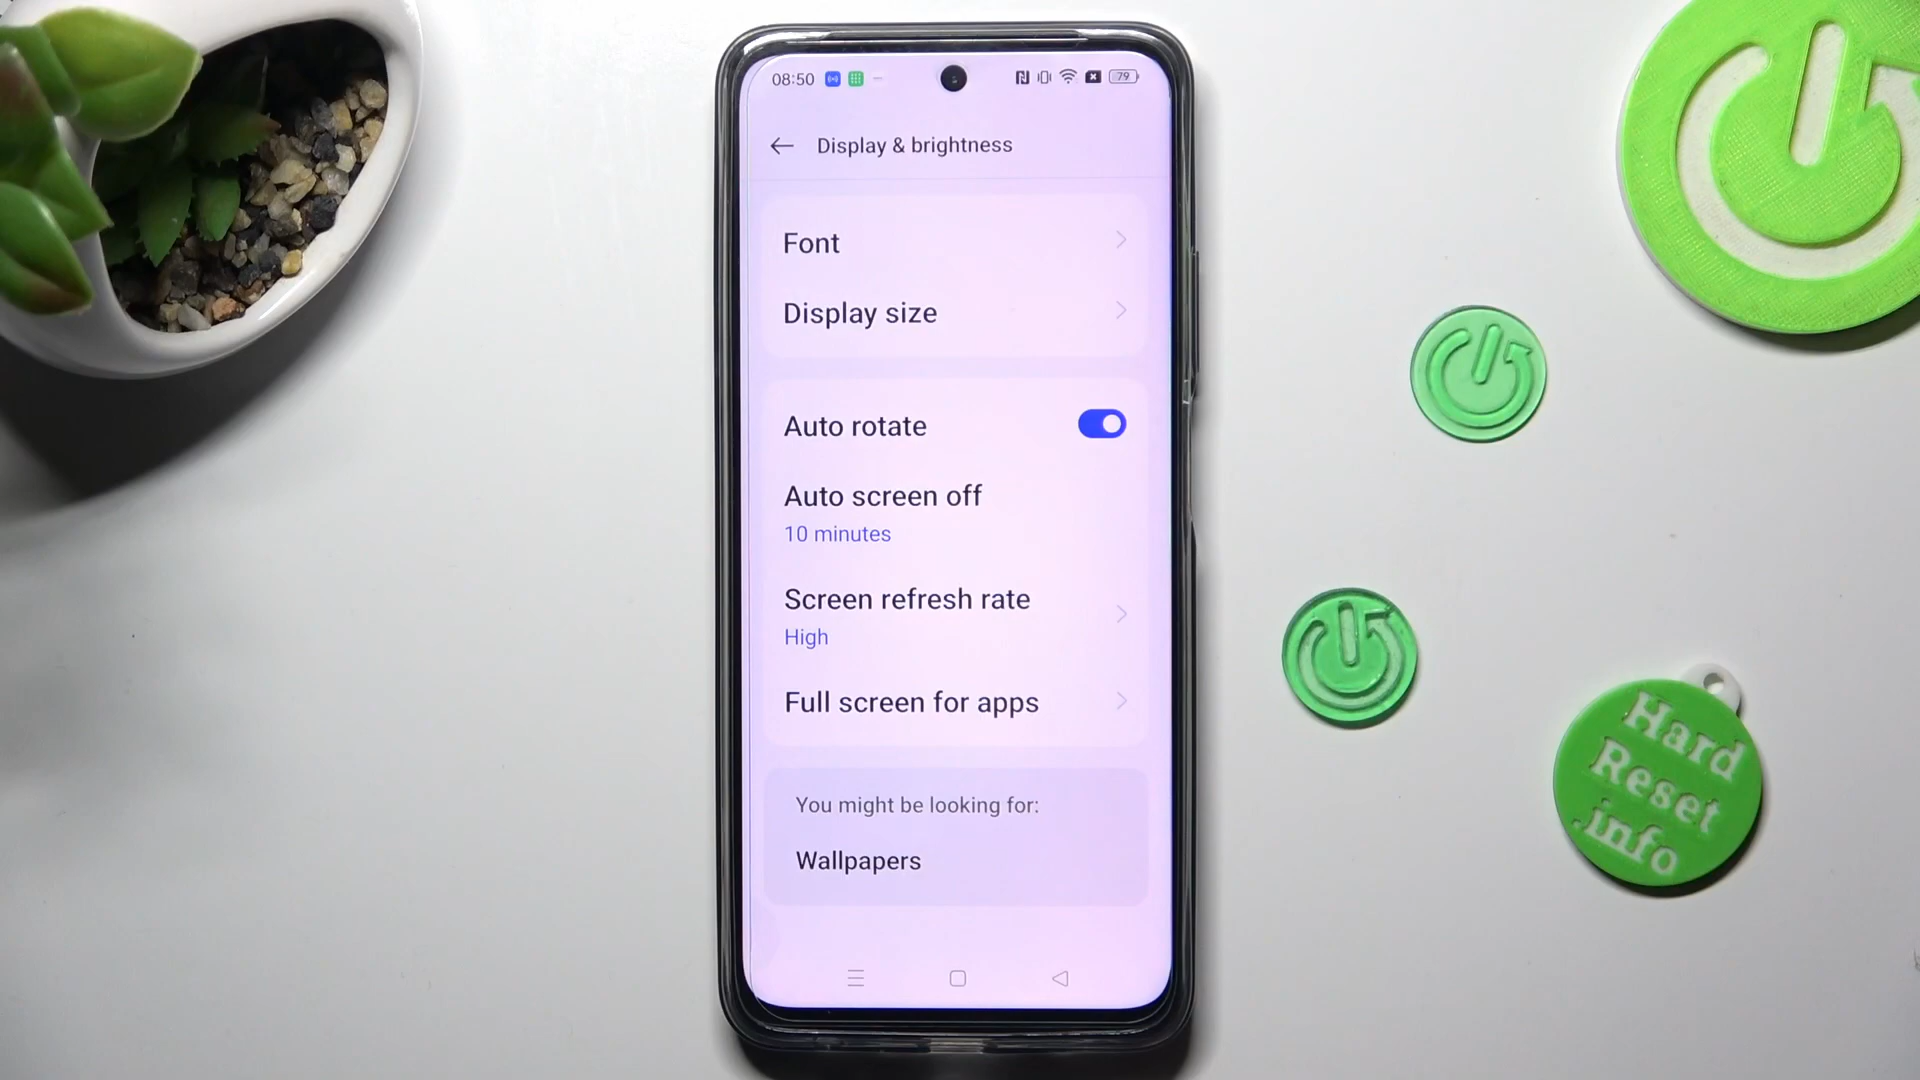 08:50
79
Display & brightness
Font
Display size
Auto rotate
Auto screen off
10 minutes
Screen refresh rate
High
Full screen for apps
You might be looking for:
Wallpapers
Hard
Reset
.info